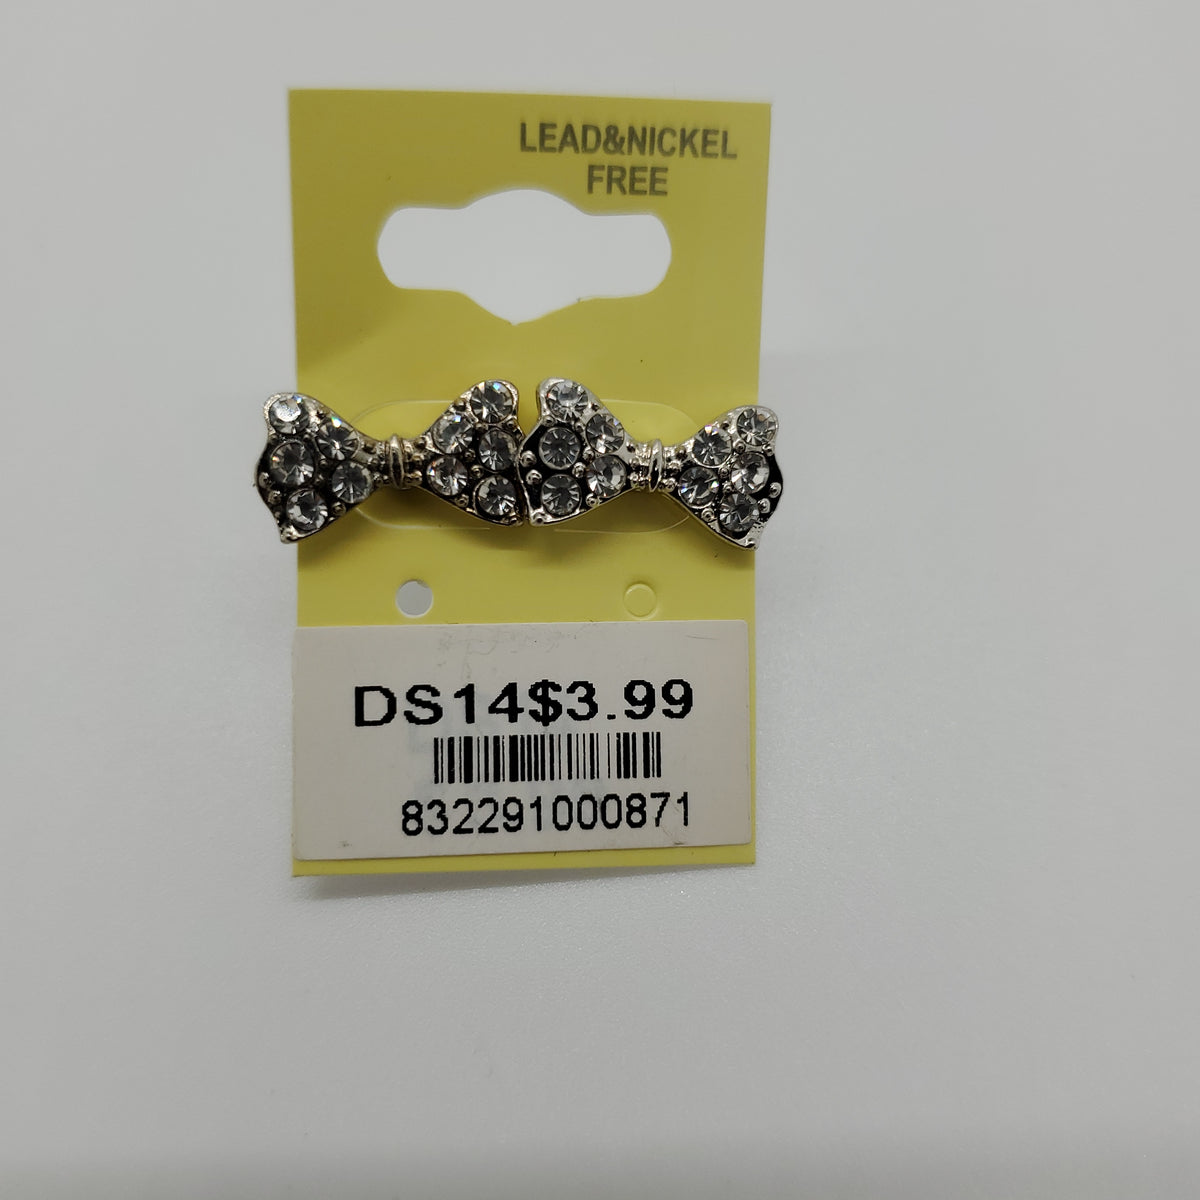 LEAD&NICKEL
FREE
DS14$3.99
832291000871